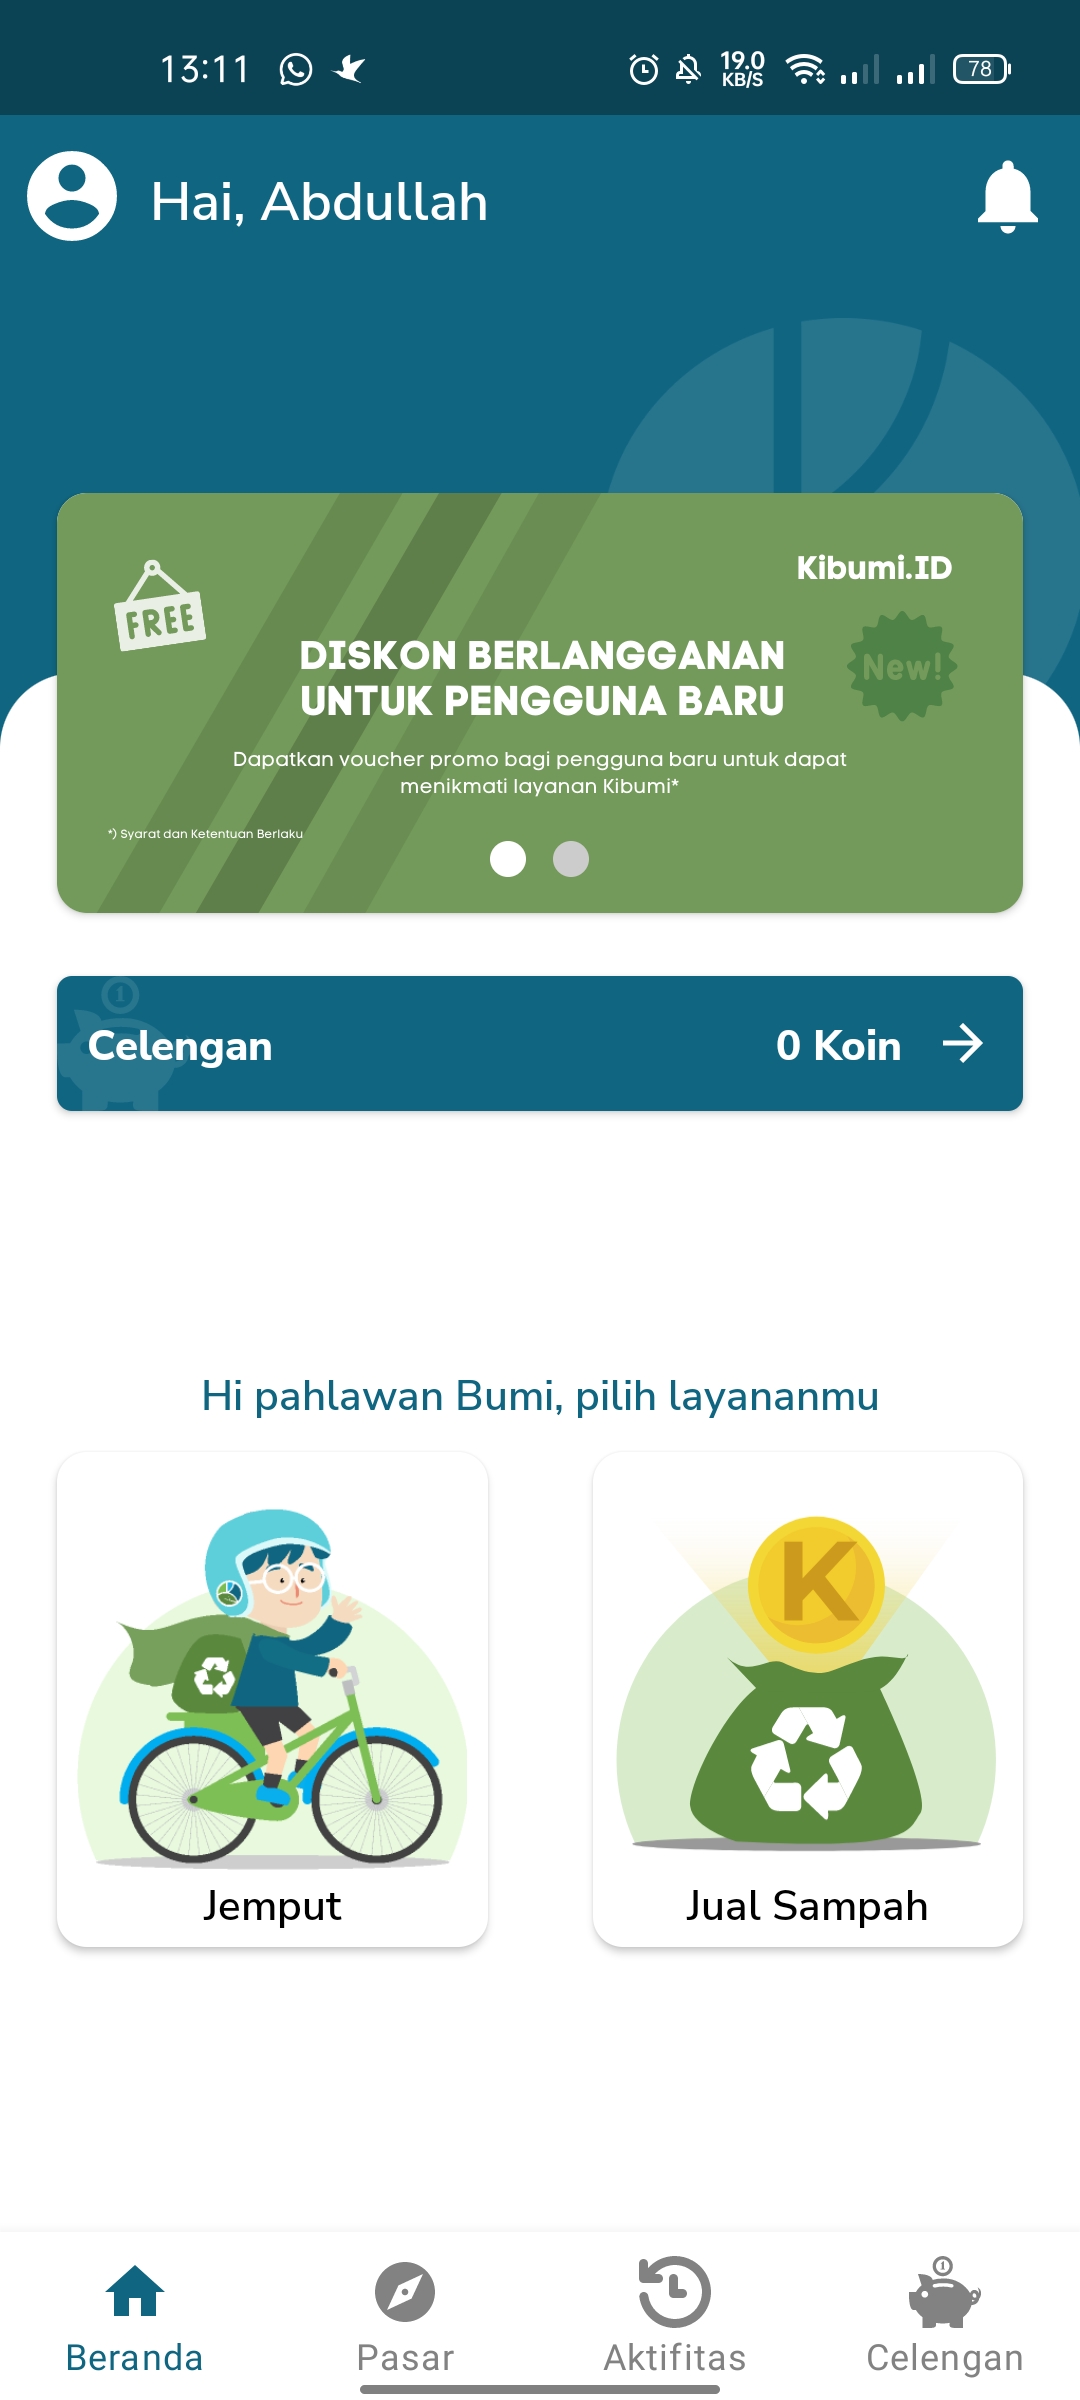 13:11
19.0
KB/S
78
Hai, Abdullah
Kibumi.ID
FREE
New!
DISKON BERLANGGANAN
UNTUK PENGGUNA BARU
Dapatkan voucher promo bagi pengguna baru untuk dapat
menikmati layanan Kibumi*
*) Syarat dan Ketentuan Berlaku
1
Celengan
0 Koin
Hi pahlawan Bumi, pilih layananmu
K
Jemput
Jual Sampah
1
Beranda
Pasar
Aktifitas
Celengan